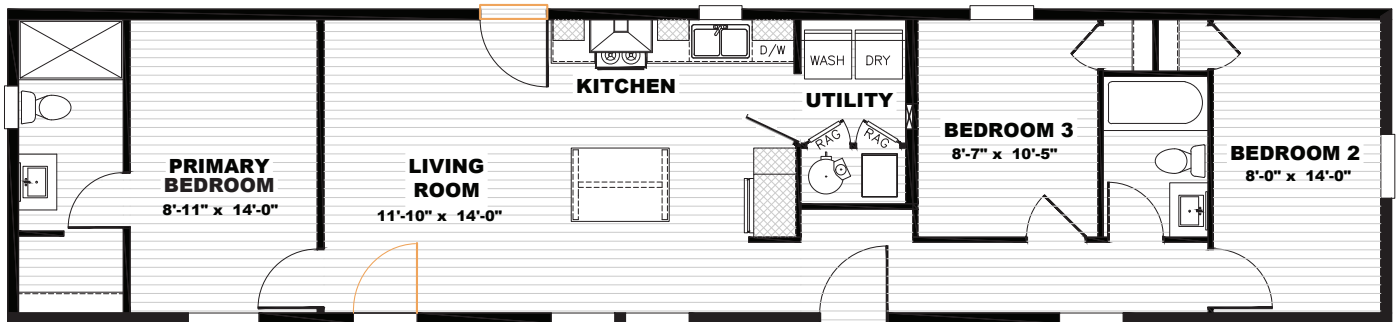 PRIMARY
BEDROOM
8'-11" x 14'-0"
LIVING
ROOM
11'-10" x 14'-0"
KITCHEN
D/W
WASH
DRY
UTILITY
RAG
RAG
BEDROOM 3
8'-7" x 10'-5"
BEDROOM 2
8'-0" x 14'-0"